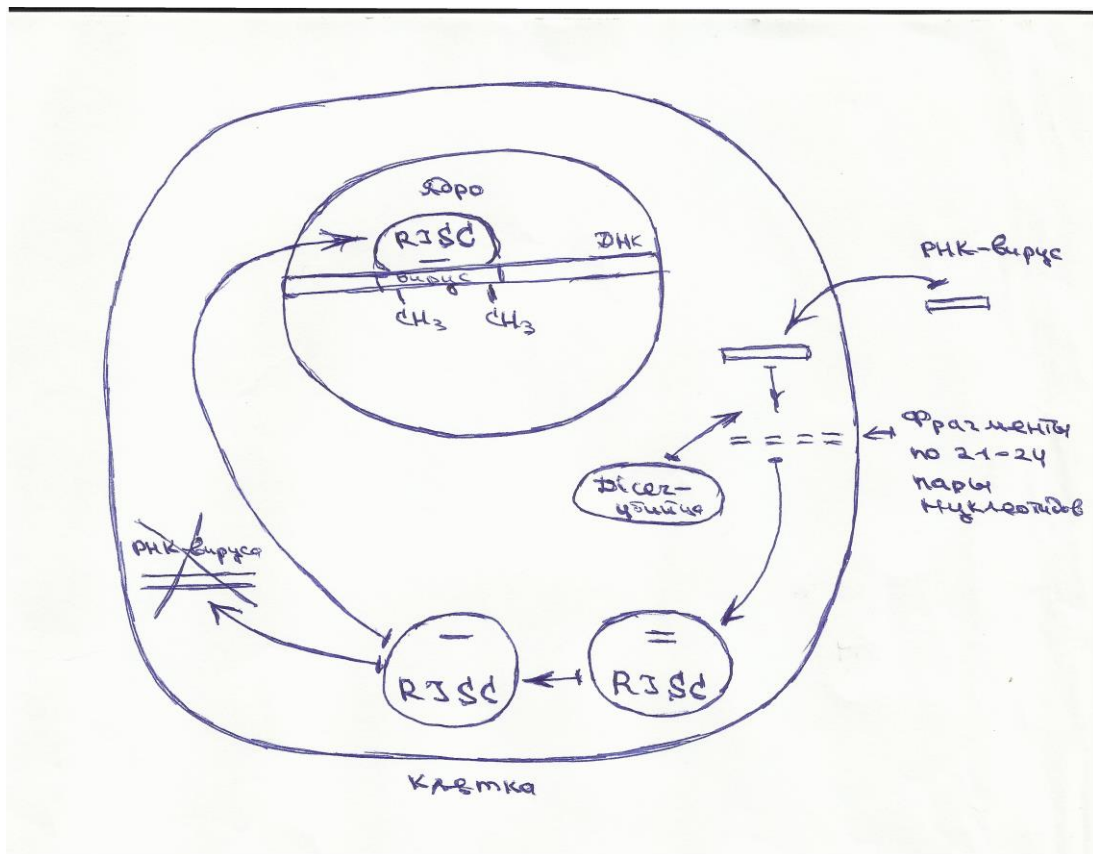 Ядро
RISC
ДНК
вирус
CH₃ CH₃
РНК-вирус
Фрагменты
по 21-24
пары
нуклеотидов
Dicer-
убийца
РНК-вируса
RISC
RISC
Клетка